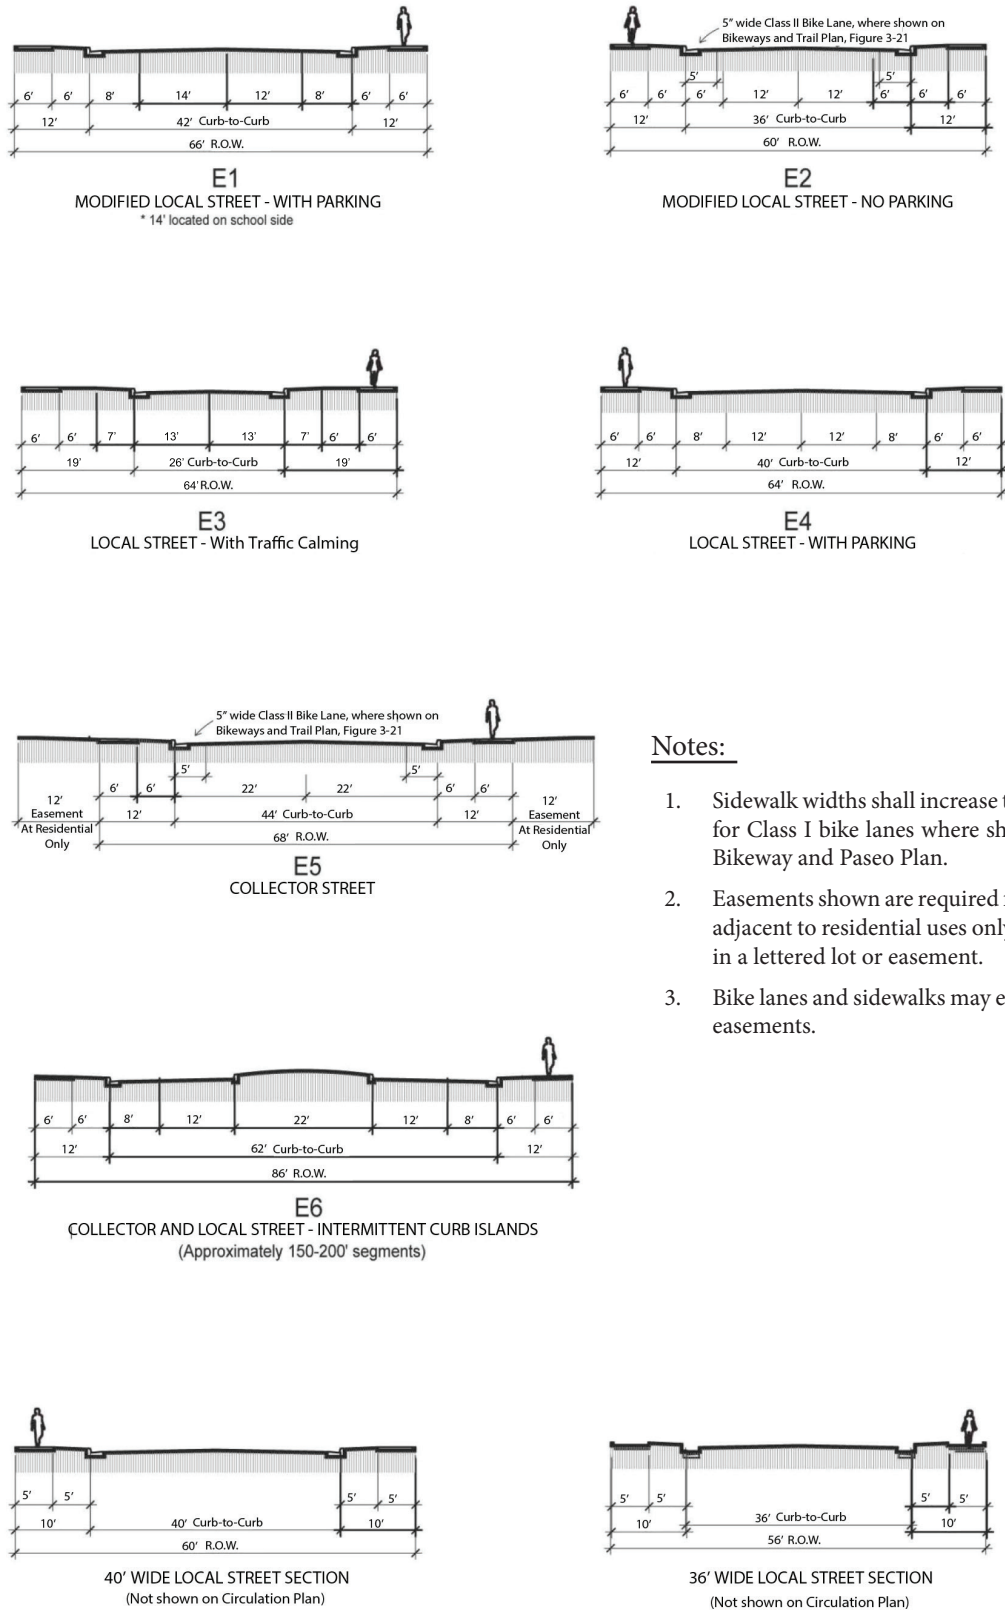 6' 6' 8' 14' 12' 8' 6' 6'
12' 42' Curb-to-Curb 12'
66' R.O.W.
E1
MODIFIED LOCAL STREET - WITH PARKING
* 14' located on school side
5" wide Class II Bike Lane, where shown on
Bikeways and Trail Plan, Figure 3-21
5' 5'
6' 6' 6' 12' 12' 6' 6' 6'
12' 36' Curb-to-Curb 12'
60' R.O.W.
E2
MODIFIED LOCAL STREET - NO PARKING
6' 6' 7' 13' 13' 7' 6' 6'
19' 26' Curb-to-Curb 19'
64' R.O.W.
E3
LOCAL STREET - With Traffic Calming
6' 6' 8' 12' 12' 8' 6' 6'
12' 40' Curb-to-Curb 12'
64' R.O.W.
E4
LOCAL STREET - WITH PARKING
5" wide Class II Bike Lane, where shown on
Bikeways and Trail Plan, Figure 3-21
5' 5'
6' 6' 22' 22' 6' 6'
12' 12' 44' Curb-to-Curb 12' 12'
Easement Easement
At Residential At Residential
Only Only
68' R.O.W.
E5
COLLECTOR STREET
Notes:
1. Sidewalk widths shall increase
for Class I bike lanes where
Bikeway and Paseo Plan.
2. Easements shown are required
adjacent to residential uses
in a lettered lot or easement.
3. Bike lanes and sidewalks may
easements.
6' 6' 8' 12' 22' 12' 8' 6' 6'
12' 62' Curb-to-Curb 12'
86' R.O.W.
E6
COLLECTOR AND LOCAL STREET - INTERMITTENT CURB ISLANDS
(Approximately 150-200' segments)
5' 5' 5' 5'
10' 40' Curb-to-Curb 10'
60' R.O.W.
40' WIDE LOCAL STREET SECTION
(Not shown on Circulation Plan)
5' 5' 5' 5'
10' 36' Curb-to-Curb 10'
56' R.O.W.
36' WIDE LOCAL STREET SECTION
(Not shown on Circulation Plan)